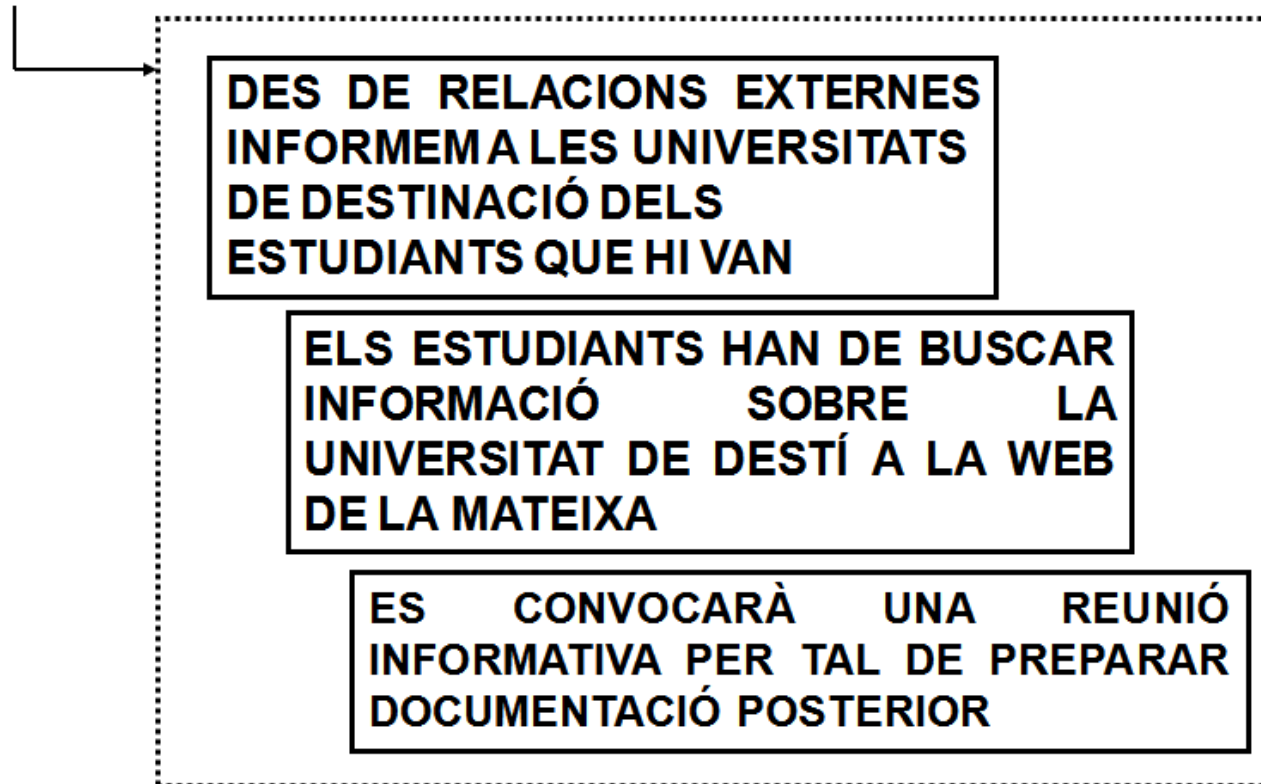 DES DE RELACIONS EXTERNES
INFORMEM A LES UNIVERSITATS
DE DESTINACIÓ DELS
ESTUDIANTS QUE HI VAN
ELS ESTUDIANTS HAN DE BUSCAR
INFORMACIÓ SOBRE LA
UNIVERSITAT DE DESTÍ A LA WEB
DE LA MATEIXA
ES CONVOCARÀ UNA REUNIÓ
INFORMATIVA PER TAL DE PREPARAR
DOCUMENTACIÓ POSTERIOR